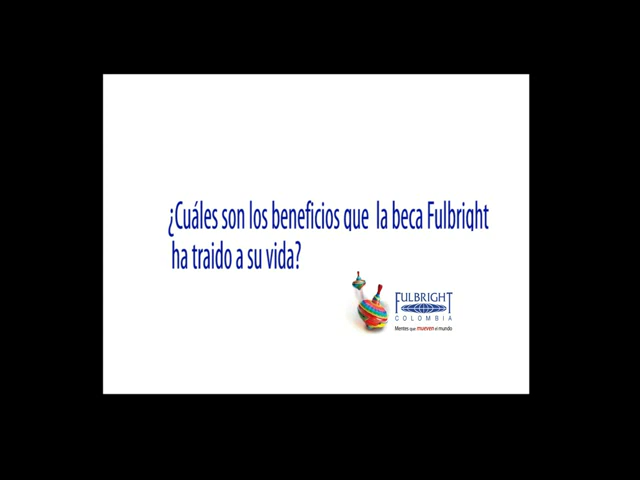 ¿Cuáles son los beneficios que la beca Fulbright
ha traido a su vida?
FULBRIGHT
COLOMBIA
Mentes que mueven el mundo